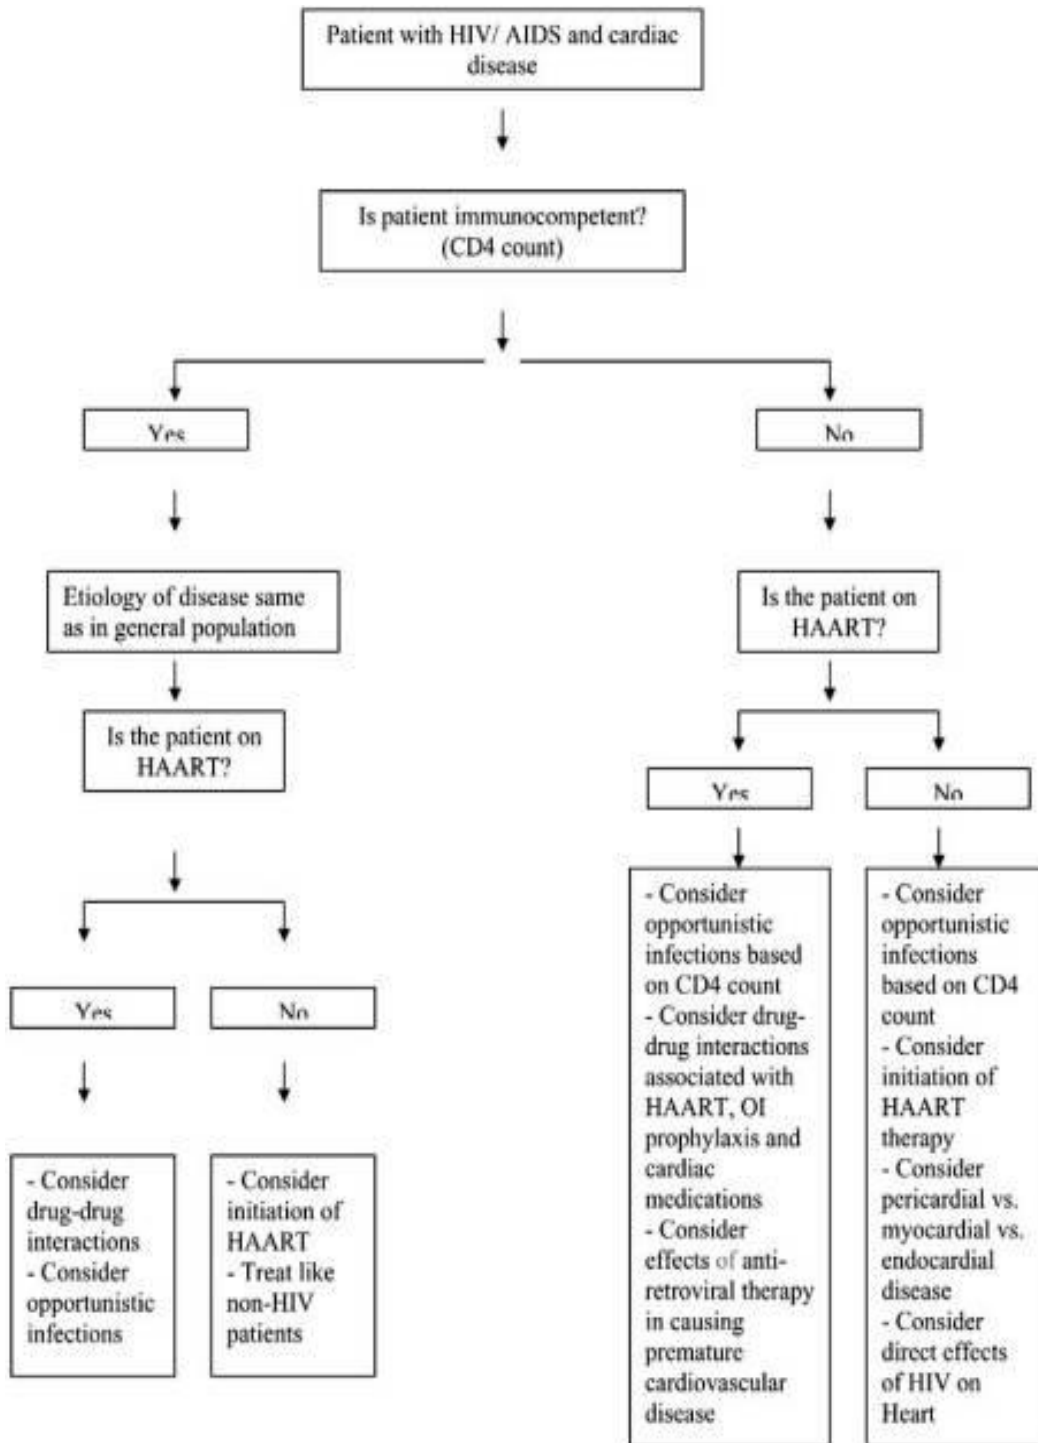 Patient with HIV/ AIDS and cardiac
disease
Is patient immunocompetent?
(CD4 count)
Yes
No
Etiology of disease same
as in general population
Is the patient on
HAART?
Is the patient on
HAART?
Yes
No
Yes
No
- Consider
drug-drug
interactions
- Consider
opportunistic
infections
- Consider
initiation of
HAART
- Treat like
non-HIV
patients
- Consider
opportunistic
infections based
on CD4 count
- Consider drug-
drug interactions
associated with
HAART, OI
prophylaxis and
cardiac
medications
- Consider
effects of anti-
retroviral therapy
in causing
premature
cardiovascular
disease
- Consider
opportunistic
infections
based on CD4
count
- Consider
initiation of
HAART
therapy
- Consider
pericardial vs.
myocardial vs.
endocardial
disease
- Consider
direct effects
of HIV on
Heart